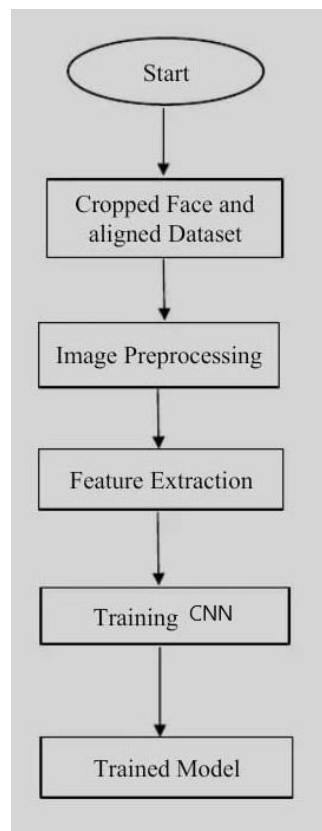 Start
Cropped Face and
aligned Dataset
Image Preprocessing
Feature Extraction
Training CNN
Trained Model